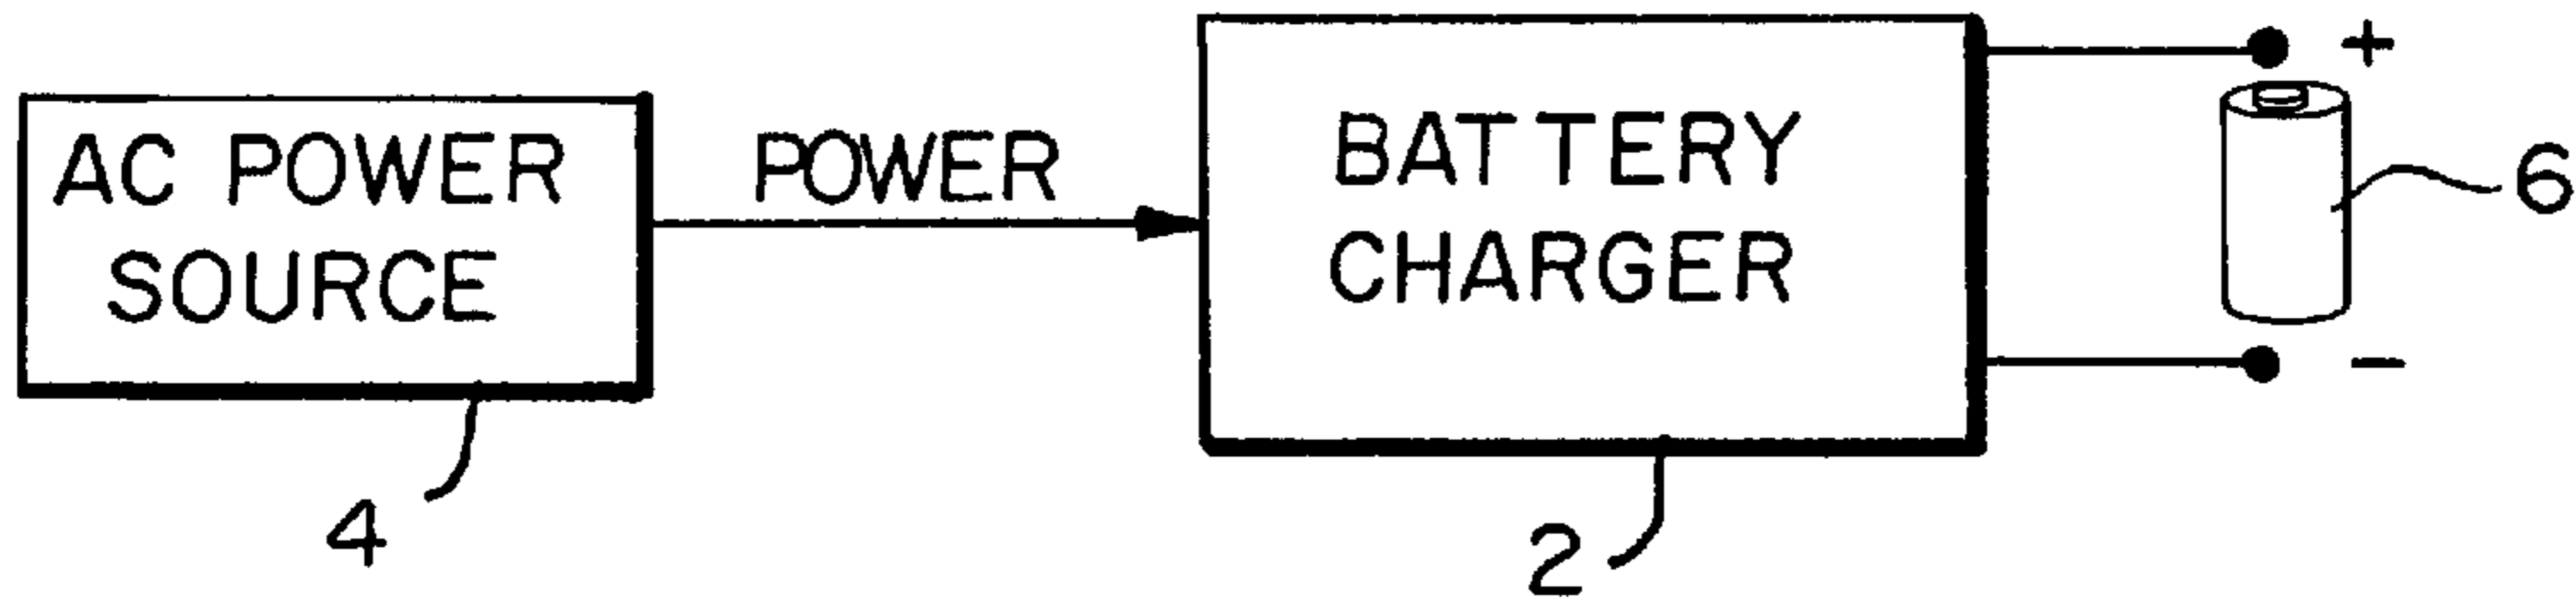 AC POWER
SOURCE
POWER
BATTERY
CHARGER
+
-
6
4
2